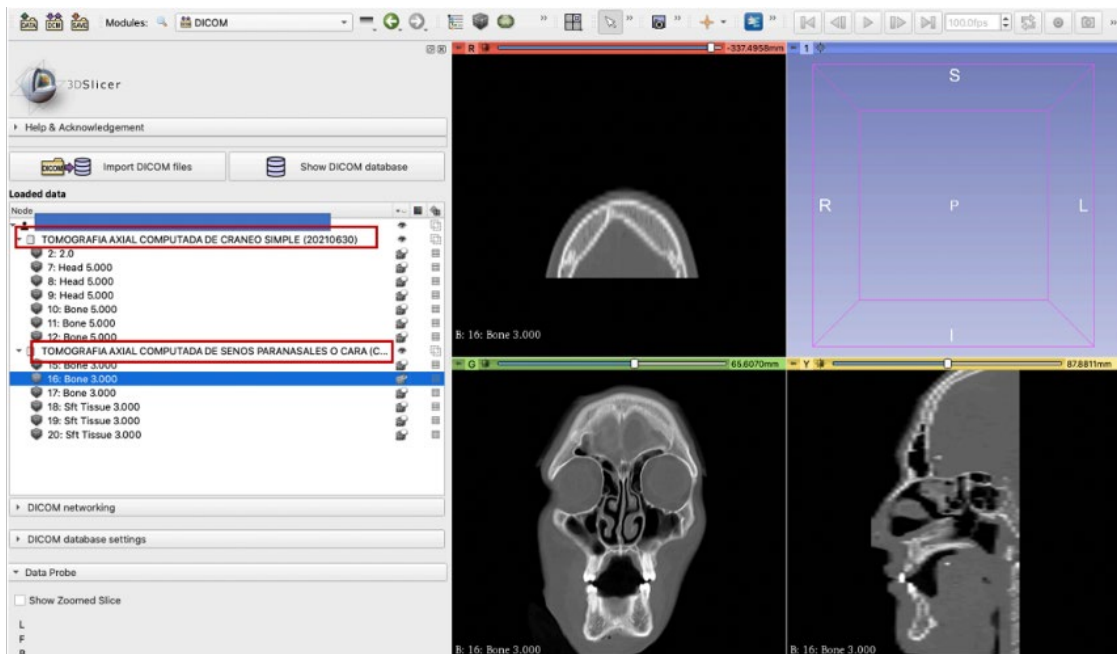 DATA DCM SAVE Modules: DICOM 100.0fps
R -337.4958mm 1
3DSlicer
Help & Acknowledgement
DICOM Import DICOM files Show DICOM database
Loaded data
Node
TOMOGRAFIA AXIAL COMPUTADA DE CRANEO SIMPLE (20210630)
2: 2.0
7: Head 5.000
8: Head 5.000
9: Head 5.000
10: Bone 5.000
11: Bone 5.000
12: Bone 5.000
TOMOGRAFIA AXIAL COMPUTADA DE SENOS PARANASALES O CARA (C...
15: Bone 3.000
16: Bone 3.000
17: Bone 3.000
18: Sft Tissue 3.000
19: Sft Tissue 3.000
20: Sft Tissue 3.000
DICOM networking
DICOM database settings
Data Probe
Show Zoomed Slice
L
F
B: 16: Bone 3.000
S
R P L
I
G 65.6070mm
B: 16: Bone 3.000
Y 87.8811mm
B: 16: Bone 3.000